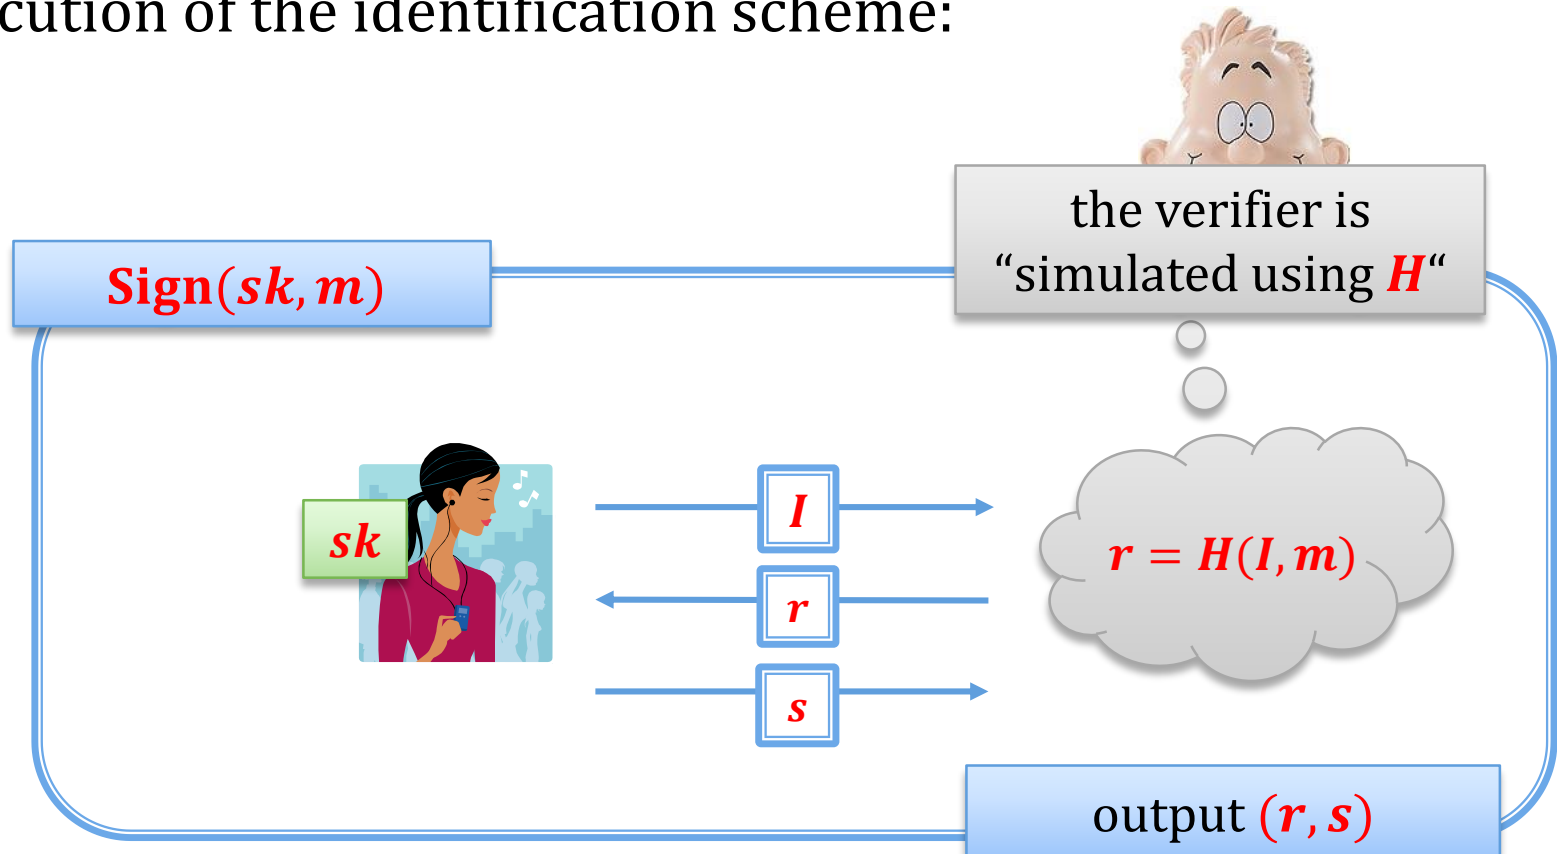 cution of the identification scheme:
the verifier is
“simulated using H“
Sign(sk, m)
sk
I
r = H(I, m)
r
s
output (r, s)